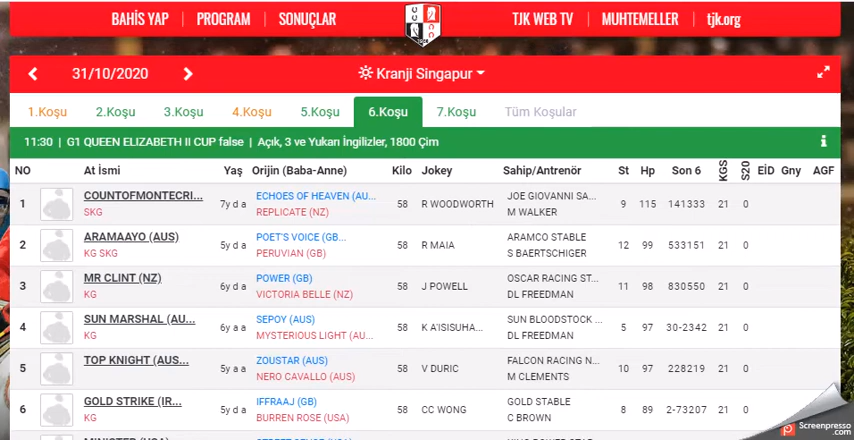 BAHİS YAP | PROGRAM | SONUÇLAR TJK WEB TV | MUHTEMELLER | tjk.org
31/10/2020 Kranji Singapur
1.Koşu 2.Koşu 3.Koşu 4.Koşu 5.Koşu 6.Koşu 7.Koşu Tüm Koşular
11:30 | G1 QUEEN ELIZABETH II CUP false | Açık, 3 ve Yukarı İngilizler, 1800 Çim
NO At İsmi Yaş Orijin (Baba-Anne) Kilo Jokey Sahip/Antrenör St Hp Son 6 KGS S20 EİD Gny AGF
1 COUNTOFMONTECRI... SKG 7y d a ECHOES OF HEAVEN (AU... REPLICATE (NZ) 58 R WOODWORTH JOE GIOVANNI SA... M WALKER 9 115 141333 21 0
2 ARAMAAYO (AUS) KG SKG 5y d a POET'S VOICE (GB... PERUVIAN (GB) 58 R MAIA ARAMCO STABLE S BAERTSCHIGER 12 99 533151 21 0
3 MR CLINT (NZ) KG 6y d a POWER (GB) VICTORIA BELLE (NZ) 58 J POWELL OSCAR RACING ST... DL FREEDMAN 11 98 830550 21 0
4 SUN MARSHAL (AU... KG 6y a a SEPOY (AUS) MYSTERIOUS LIGHT (AU... 58 K A'ISISUHA... SUN BLOODSTOCK ... DL FREEDMAN 5 97 30-2342 21 0
5 TOP KNIGHT (AUS... 5y a a ZOUSTAR (AUS) NERO CAVALLO (AUS) 58 V DURIC FALCON RACING N... M CLEMENTS 10 97 228219 21 0
6 GOLD STRIKE (IR... KG 5y d a IFFRAAJ (GB) BURREN ROSE (USA) 58 CC WONG GOLD STABLE C BROWN 8 89 2-73207 21 0
Screenpresso.com